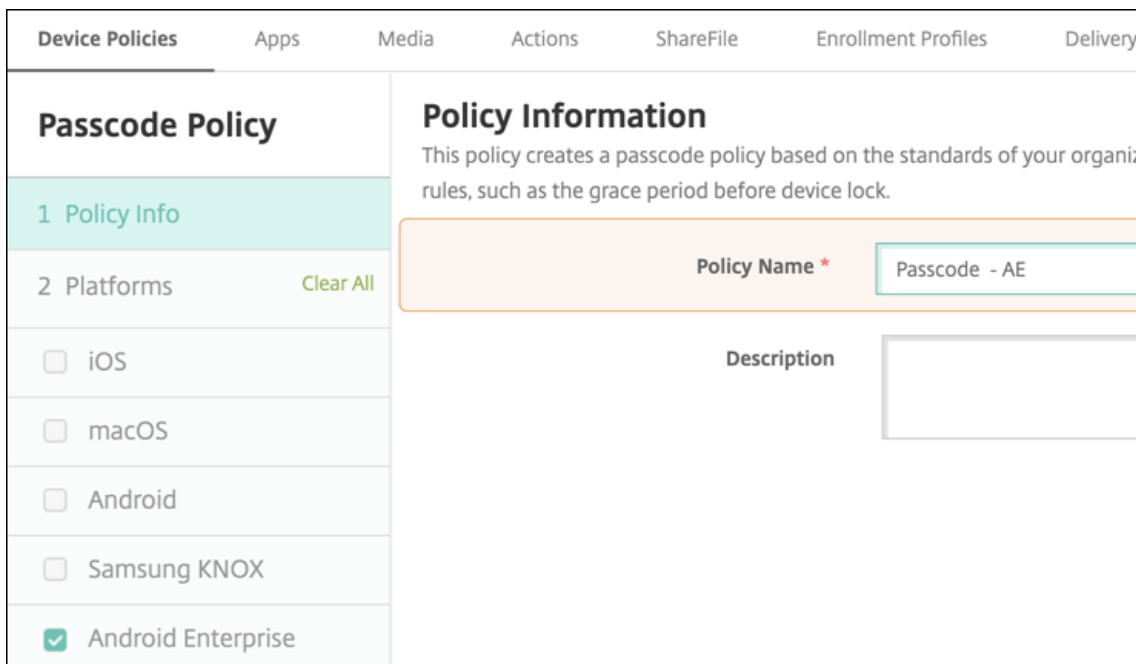 Device Policies Apps Media Actions ShareFile Enrollment Profiles Delivery
Passcode Policy
1 Policy Info
2 Platforms Clear All
iOS
macOS
Android
Samsung KNOX
Android Enterprise
Policy Information
This policy creates a passcode policy based on the standards of your
rules, such as the grace period before device lock.
Policy Name *
Passcode - AE
Description